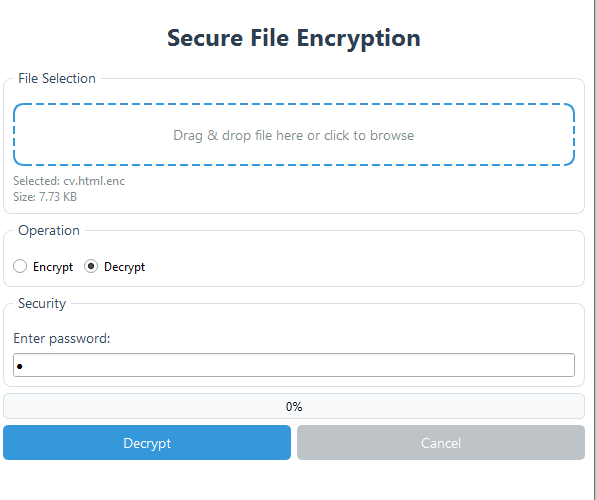 Secure File Encryption
File Selection
Drag & drop file here or click to browse
Selected: cv.html.enc
Size: 7.73 KB
Operation
Encrypt Decrypt
Security
Enter password:
●
0%
Decrypt Cancel